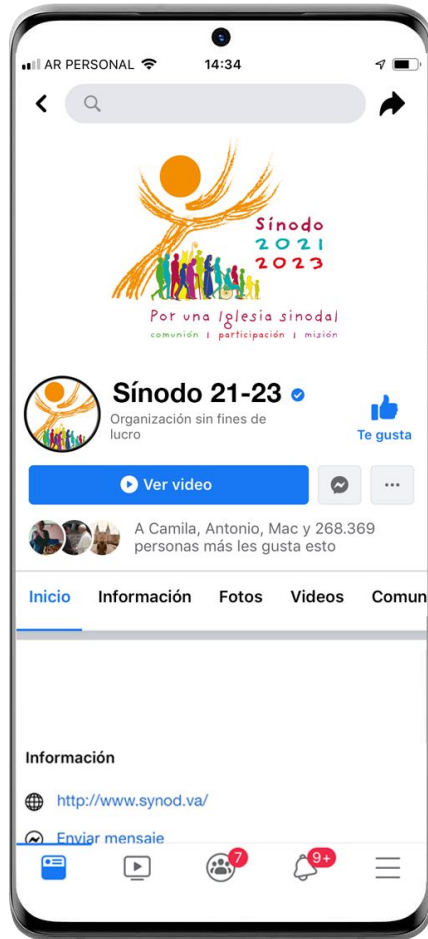 AR PERSONAL
14:34
Sínodo
2021
2023
Por una Iglesia sinodal
comunión | participación | misión
Sínodo 21-23
Organización sin fines de
lucro
Te gusta
Ver video
A Camila, Antonio, Mac y 268.369
personas más les gusta esto
Inicio Información Fotos Videos Comun
Información
http://www.synod.va/
Enviar mensaje
7
9+